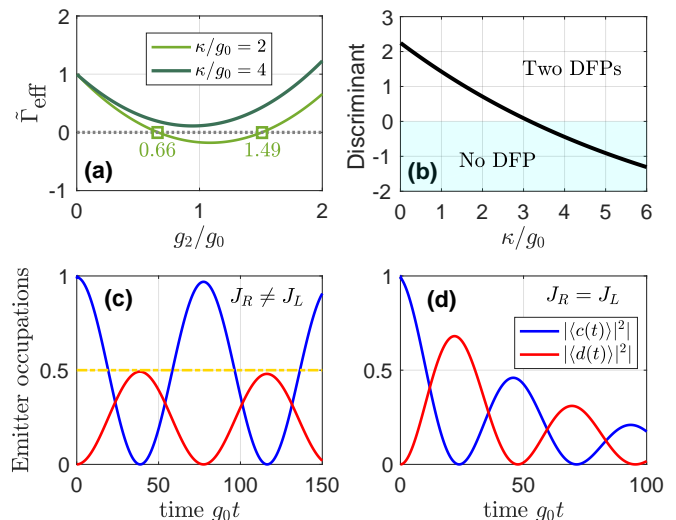 2
1
0
-1
Γ̃eff
κ/g0 = 2
κ/g0 = 4
0.66
1.49
(a)
0
1
2
g2/g0
3
2
1
0
-1
-2
Discriminant
Two DFPs
No DFP
(b)
0
1
2
3
4
5
6
κ/g0
1
0.5
0
Emitter occupations
(c)
JR ≠ JL
0
50
100
150
time g0t
1
0.5
0
(d)
JR = JL
|⟨c(t)⟩|²|
|⟨d(t)⟩|²|
0
50
100
time g0t